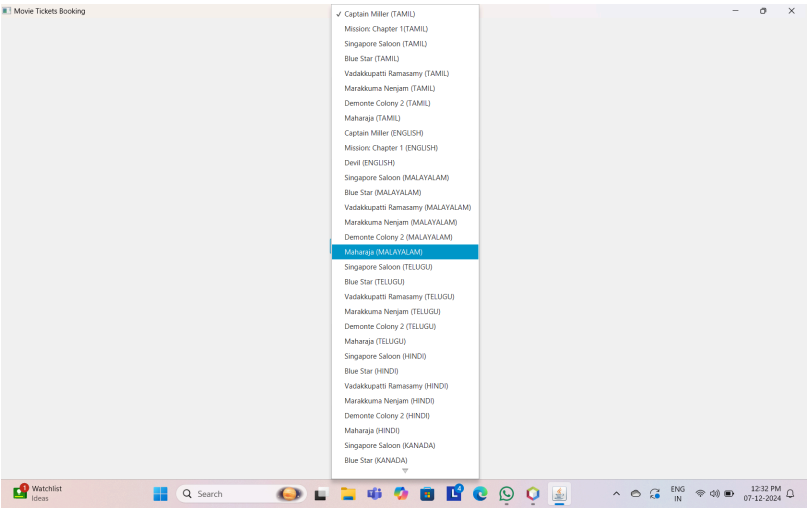 Movie Tickets Booking
✓ Captain Miller (TAMIL)
Mission: Chapter 1(TAMIL)
Singapore Saloon (TAMIL)
Blue Star (TAMIL)
Vadakkupatti Ramasamy (TAMIL)
Marakkuma Nenjam (TAMIL)
Demonte Colony 2 (TAMIL)
Maharaja (TAMIL)
Captain Miller (ENGLISH)
Mission: Chapter 1 (ENGLISH)
Devil (ENGLISH)
Singapore Saloon (MALAYALAM)
Blue Star (MALAYALAM)
Vadakkupatti Ramasamy (MALAYALAM)
Marakkuma Nenjam (MALAYALAM)
Demonte Colony 2 (MALAYALAM)
Maharaja (MALAYALAM)
Singapore Saloon (TELUGU)
Blue Star (TELUGU)
Vadakkupatti Ramasamy (TELUGU)
Marakkuma Nenjam (TELUGU)
Demonte Colony 2 (TELUGU)
Maharaja (TELUGU)
Singapore Saloon (HINDI)
Blue Star (HINDI)
Vadakkupatti Ramasamy (HINDI)
Marakkuma Nenjam (HINDI)
Demonte Colony 2 (HINDI)
Maharaja (HINDI)
Singapore Saloon (KANADA)
Blue Star (KANADA)
1
Watchlist
Ideas
Search
L
ENG
IN
12:32 PM
07-12-2024